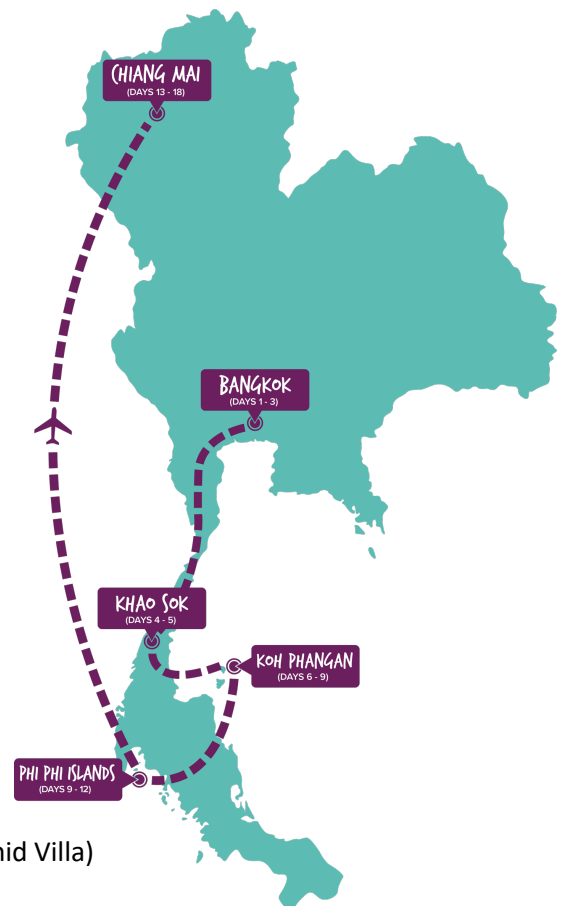 CHIANG MAI
(DAYS 13 - 18)
BANGKOK
(DAYS 1 - 3)
KHAO SOK
(DAYS 4 - 5)
KOH PHANGAN
(DAYS 6 - 9)
PHI PHI ISLANDS
(DAYS 9 - 12)
Villa)